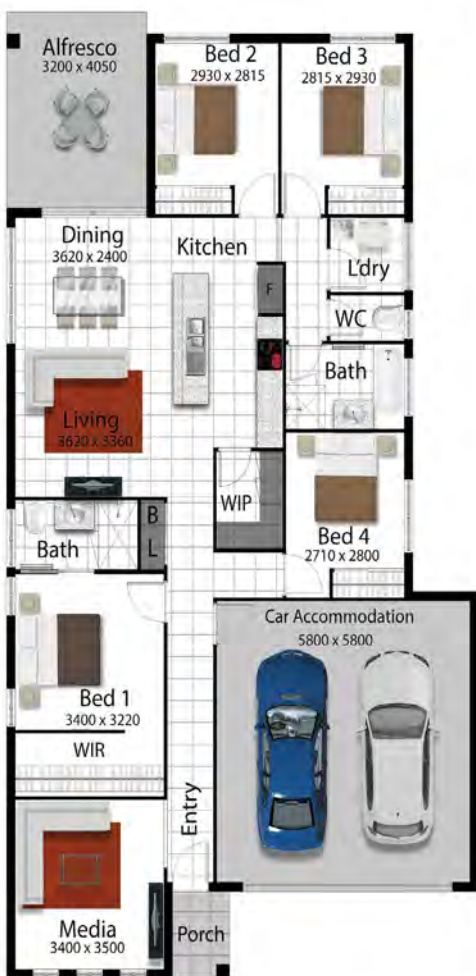 Alfresco
3200 x 4050
Bed 2
2930 x 2815
Bed 3
2815 x 2930
Dining
3620 x 2400
Kitchen
L'dry
F
WC
Bath
Living
3620 x 3360
WIP
B
L
Bath
Bed 4
2710 x 2800
Car Accommodation
5800 x 5800
Bed 1
3400 x 3220
WIR
Entry
Media
3400 x 3500
Porch